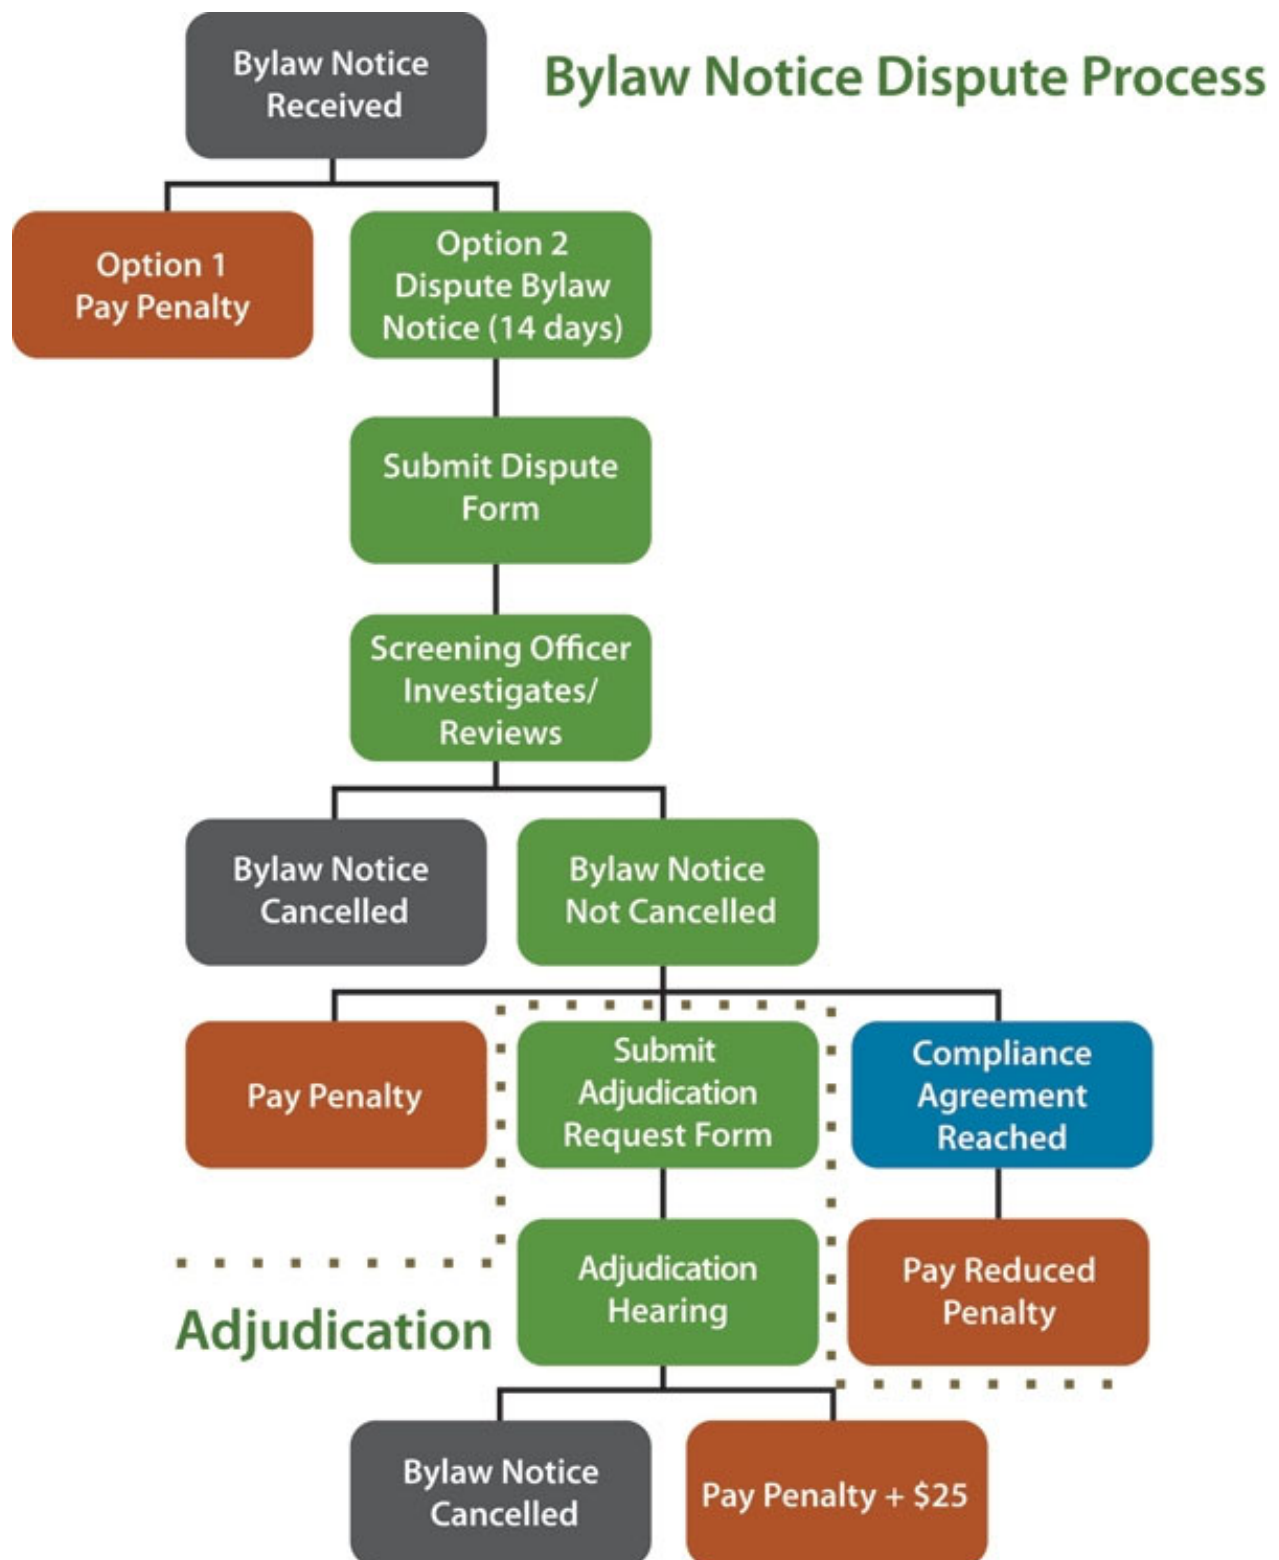 Bylaw Notice
Received
Bylaw Notice Dispute Process
Option 1
Pay Penalty
Option 2
Dispute Bylaw
Notice (14 days)
Submit Dispute
Form
Screening Officer
Investigates/
Reviews
Bylaw Notice
Cancelled
Bylaw Notice
Not Cancelled
Pay Penalty
Submit
Adjudication
Request Form
Compliance
Agreement
Reached
Adjudication
Hearing
Pay Reduced
Penalty
Adjudication
Bylaw Notice
Cancelled
Pay Penalty + $25